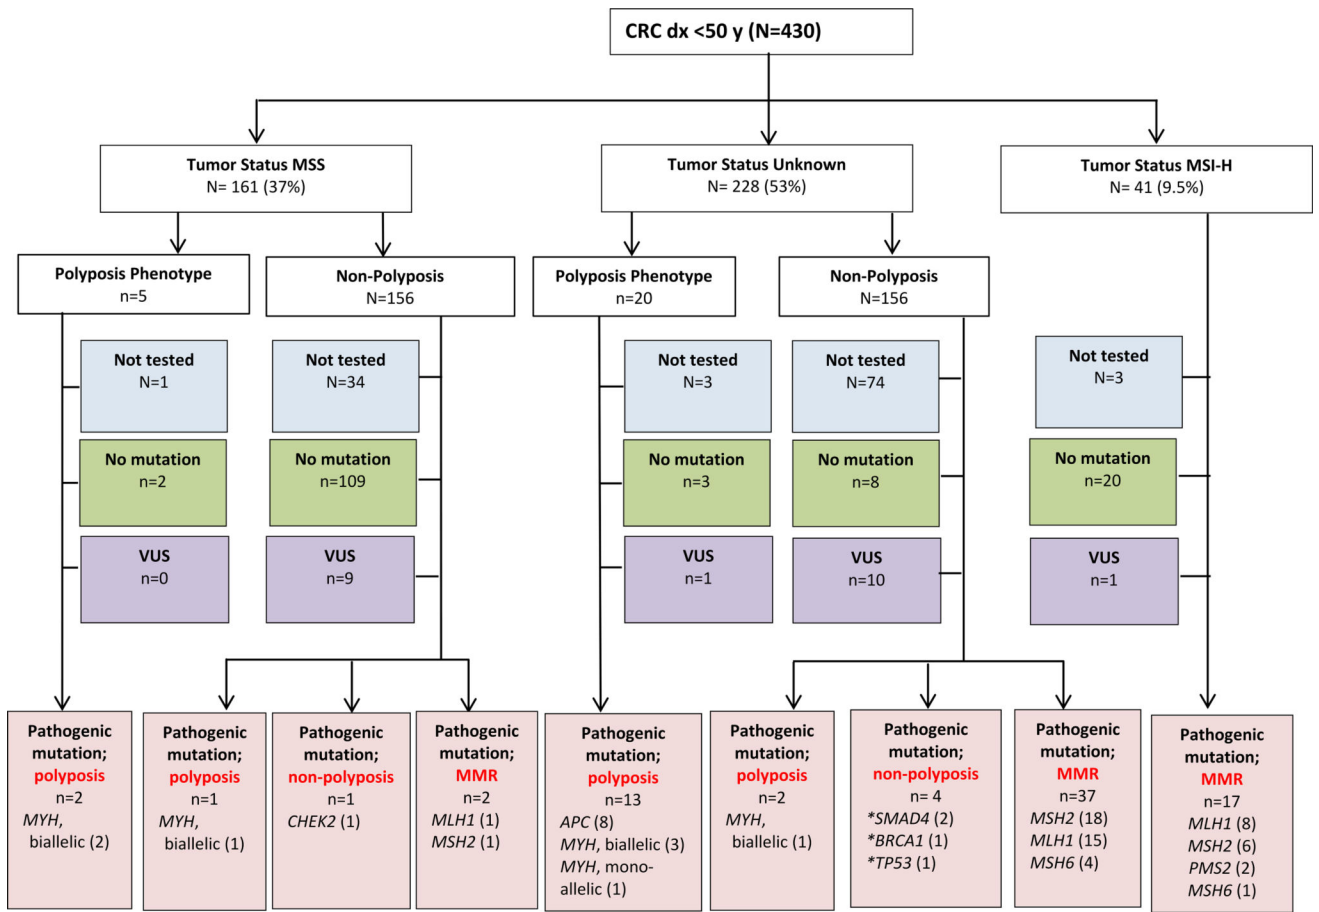 CRC dx <50 y (N=430)
Tumor Status MSS
N= 161 (37%)
Tumor Status Unknown
N= 228 (53%)
Tumor Status MSI-H
N= 41 (9.5%)
Polyposis Phenotype
n=5
Non-Polyposis
N=156
Polyposis Phenotype
n=20
Non-Polyposis
N=156
Not tested
N=1
Not tested
N=34
Not tested
N=3
Not tested
N=74
Not tested
N=3
No mutation
n=2
No mutation
n=109
No mutation
n=3
No mutation
n=8
No mutation
n=20
VUS
n=0
VUS
n=9
VUS
n=1
VUS
n=10
VUS
n=1
Pathogenic
mutation;
polyposis
n=2
MYH,
biallelic (2)
Pathogenic
mutation;
polyposis
n=1
MYH,
biallelic (1)
Pathogenic
mutation;
non-polyposis
n=1
CHEK2 (1)
Pathogenic
mutation;
MMR
n=2
MLH1 (1)
MSH2 (1)
Pathogenic
mutation;
polyposis
n=13
APC (8)
MYH, biallelic (3)
MYH, mono-
allelic (1)
Pathogenic
mutation;
polyposis
n=2
MYH,
biallelic (1)
Pathogenic
mutation;
non-polyposis
n= 4
*SMAD4 (2)
*BRCA1 (1)
*TP53 (1)
Pathogenic
mutation;
MMR
n=37
MSH2 (18)
MLH1 (15)
MSH6 (4)
Pathogenic
mutation;
MMR
n=17
MLH1 (8)
MSH2 (6)
PMS2 (2)
MSH6 (1)